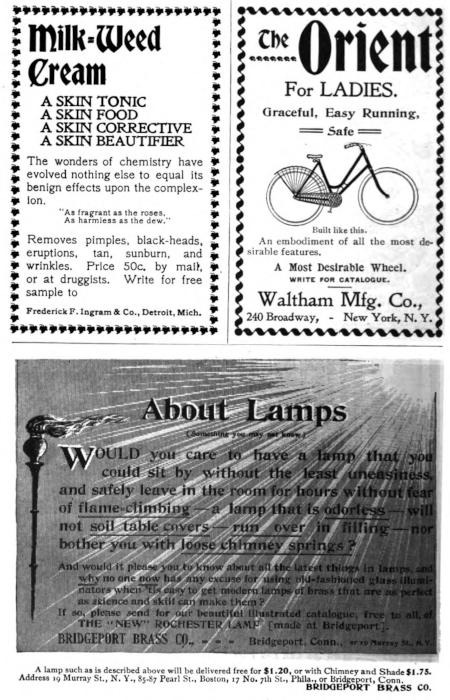 Milk-Weed
Cream
A SKIN TONIC
A SKIN FOOD
A SKIN CORRECTIVE
A SKIN BEAUTIFIER
The wonders of chemistry have
evolved nothing else to equal its
benign effects upon the complex-
ion.
"As fragrant as the roses,
As harmless as the dew."
Removes pimples, black-heads,
eruptions, tan, sunburn, and
wrinkles. Price 50c. by mail,
or at druggists. Write for free
sample to
Frederick F. Ingram & Co., Detroit, Mich.
The Orient
For LADIES.
Graceful, Easy Running,
Safe
Built like this.
An embodiment of all the most de-
sirable features.
A Most Desirable Wheel.
WRITE FOR CATALOGUE.
Waltham Mfg. Co.,
240 Broadway, - New York, N. Y.
About Lamps
(Something you may not know.)
WOULD you care to have a lamp that you
could sit by without the least uneasiness,
and safely leave in the room for hours without fear
of flame-climbing — a lamp that is odorless — will
not soil table covers — run over in filling — nor
bother you with loose chimney springs?
And would it please you to know about all the latest things in lamps, and
why no one now has any excuse for using old-fashioned glass illumi-
nators when 'tis easy to get modern lamps of brass that are as perfect
as science and skill can make them?
If so, please send for our beautiful illustrated catalogue, free to all, of
THE "NEW" ROCHESTER LAMP (made at Bridgeport).
BRIDGEPORT BRASS CO., - - - Bridgeport, Conn., or 19 Murray St., N. Y.
A lamp such as is described above will be delivered free for $1.20, or with Chimney and Shade $1.75.
Address 19 Murray St., N. Y., 85-87 Pearl St., Boston, 17 No. 7th St., Phila., or Bridgeport, Conn.
BRIDGEPORT BRASS CO.